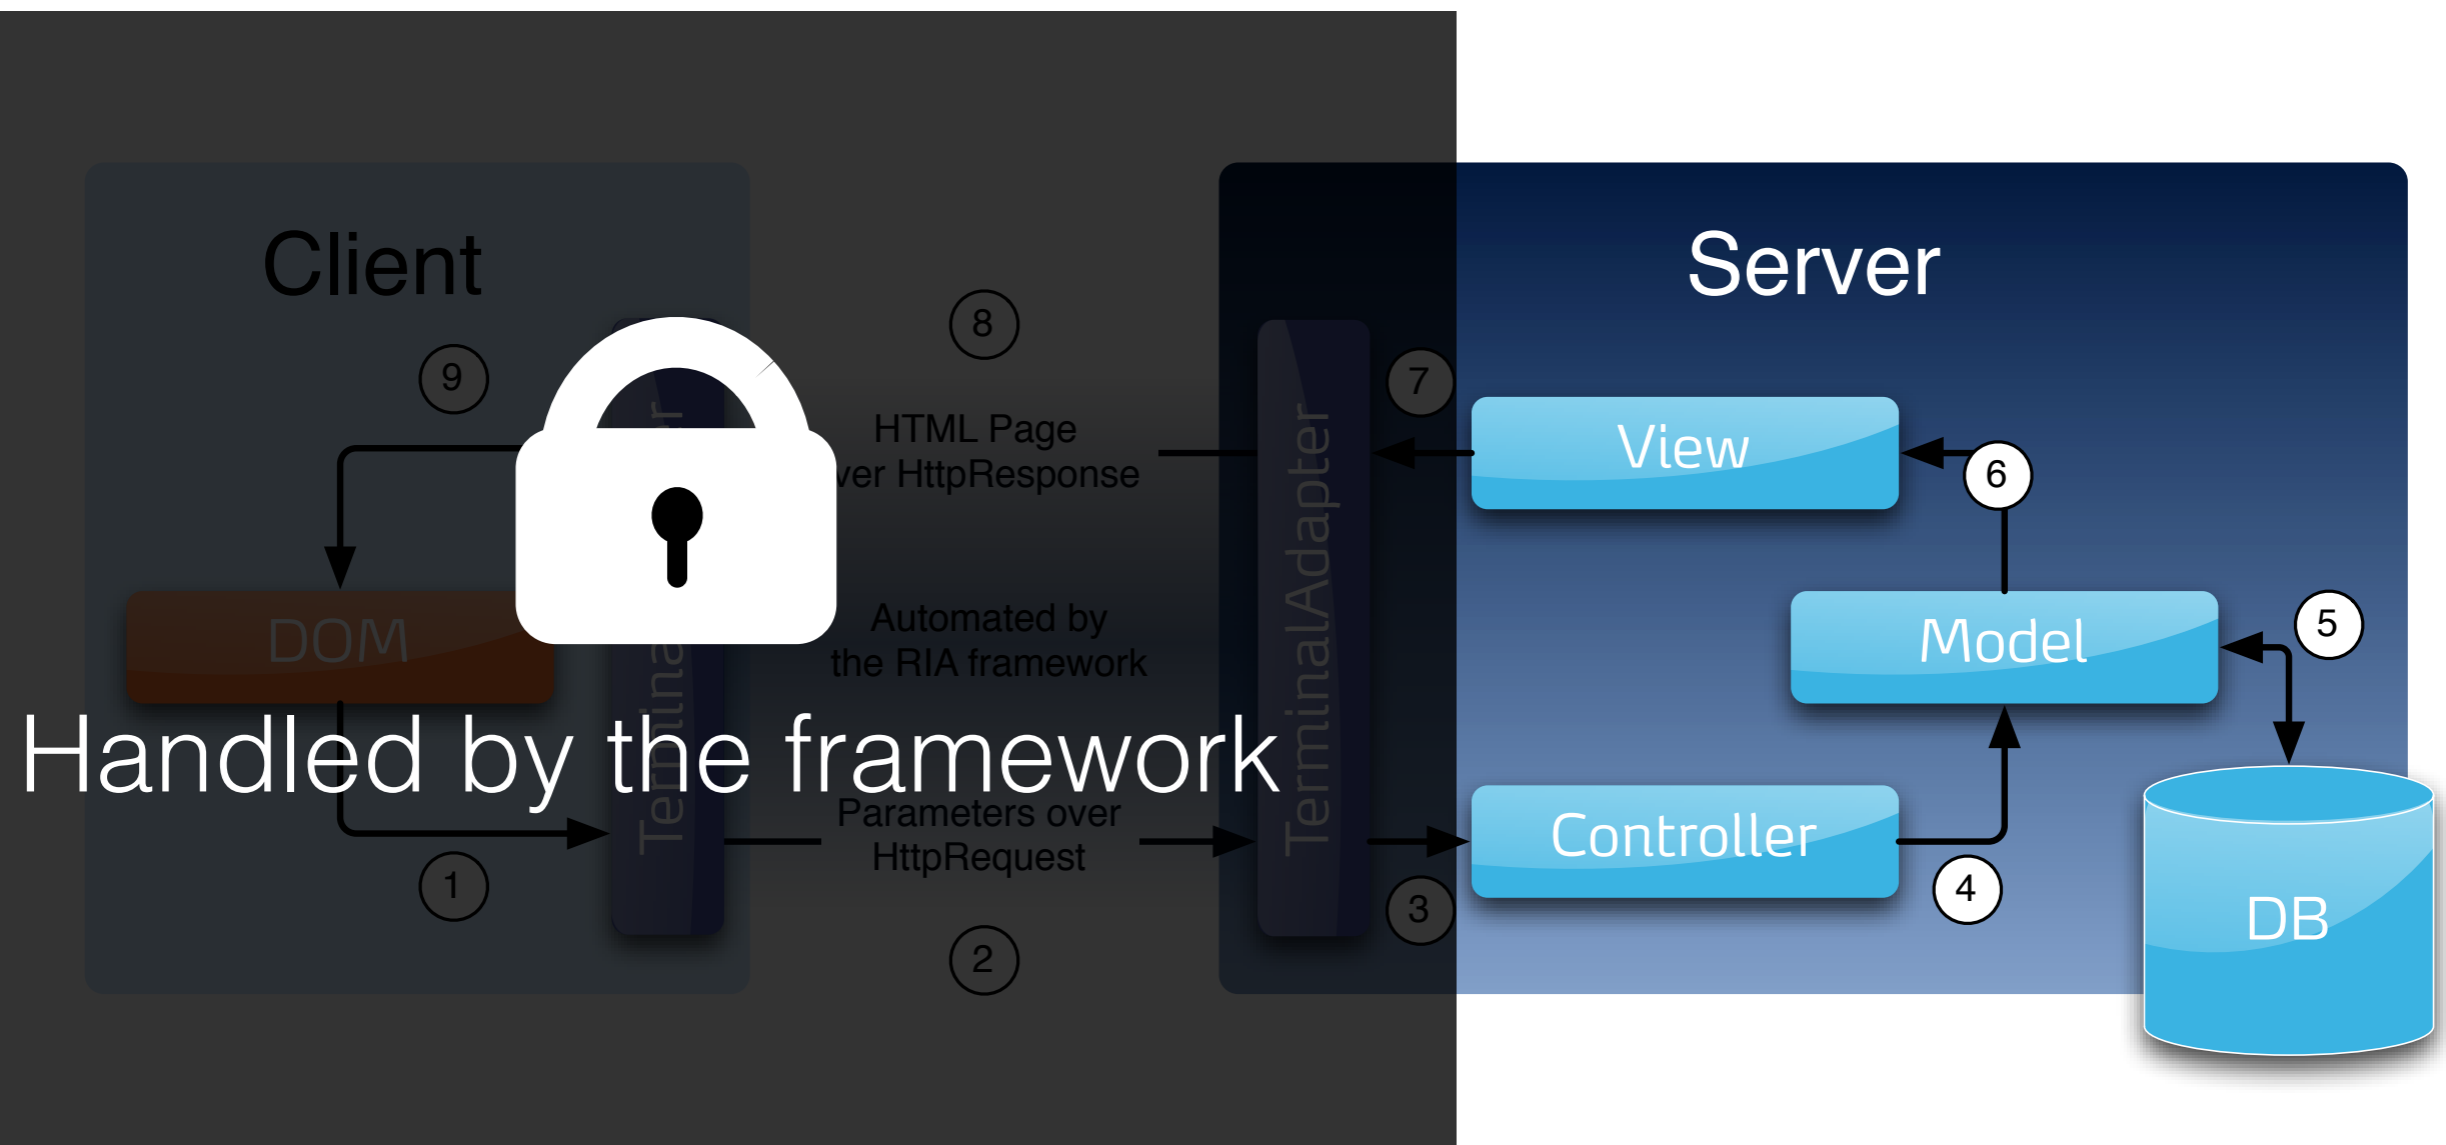 Client
Server
8
9
7
HTML Page
ver HttpResponse
View
6
TerminalAdapter
DOM
Automated by
the RIA framework
Model
5
Handled by the framework
Parameters over
HttpRequest
Controller
1
3
4
DB
2